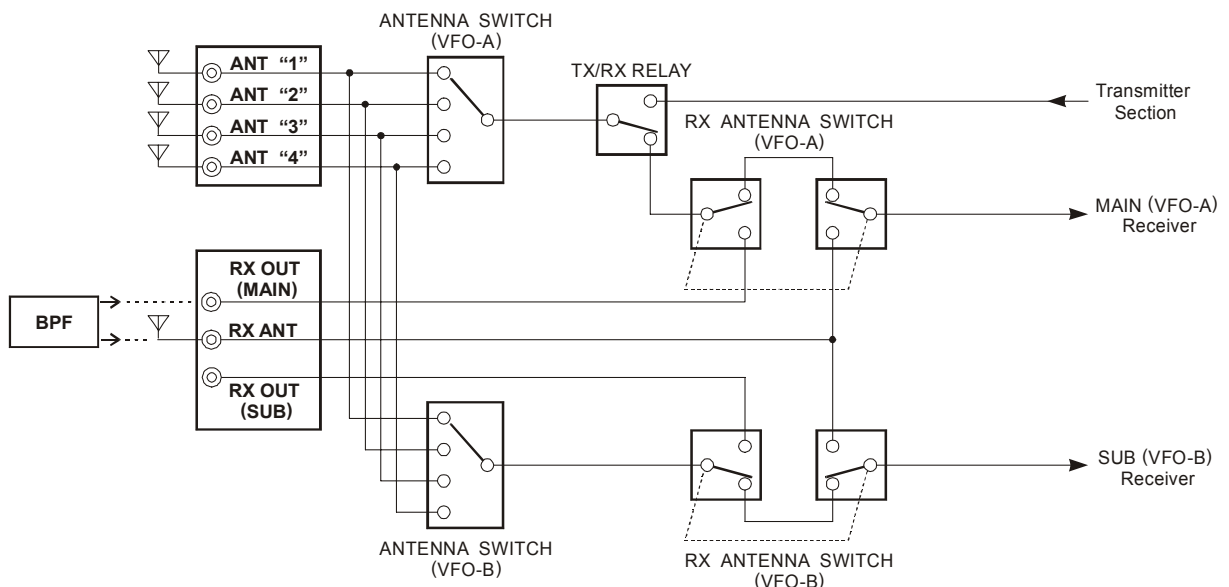 ANTENNA SWITCH
(VFO-A)
ANT “1”
ANT “2”
ANT “3”
ANT “4”
TX/RX RELAY
Transmitter
Section
RX ANTENNA SWITCH
(VFO-A)
MAIN (VFO-A)
Receiver
RX OUT
(MAIN)
BPF
RX ANT
RX OUT
(SUB)
SUB (VFO-B)
Receiver
ANTENNA SWITCH
(VFO-B)
RX ANTENNA SWITCH
(VFO-B)